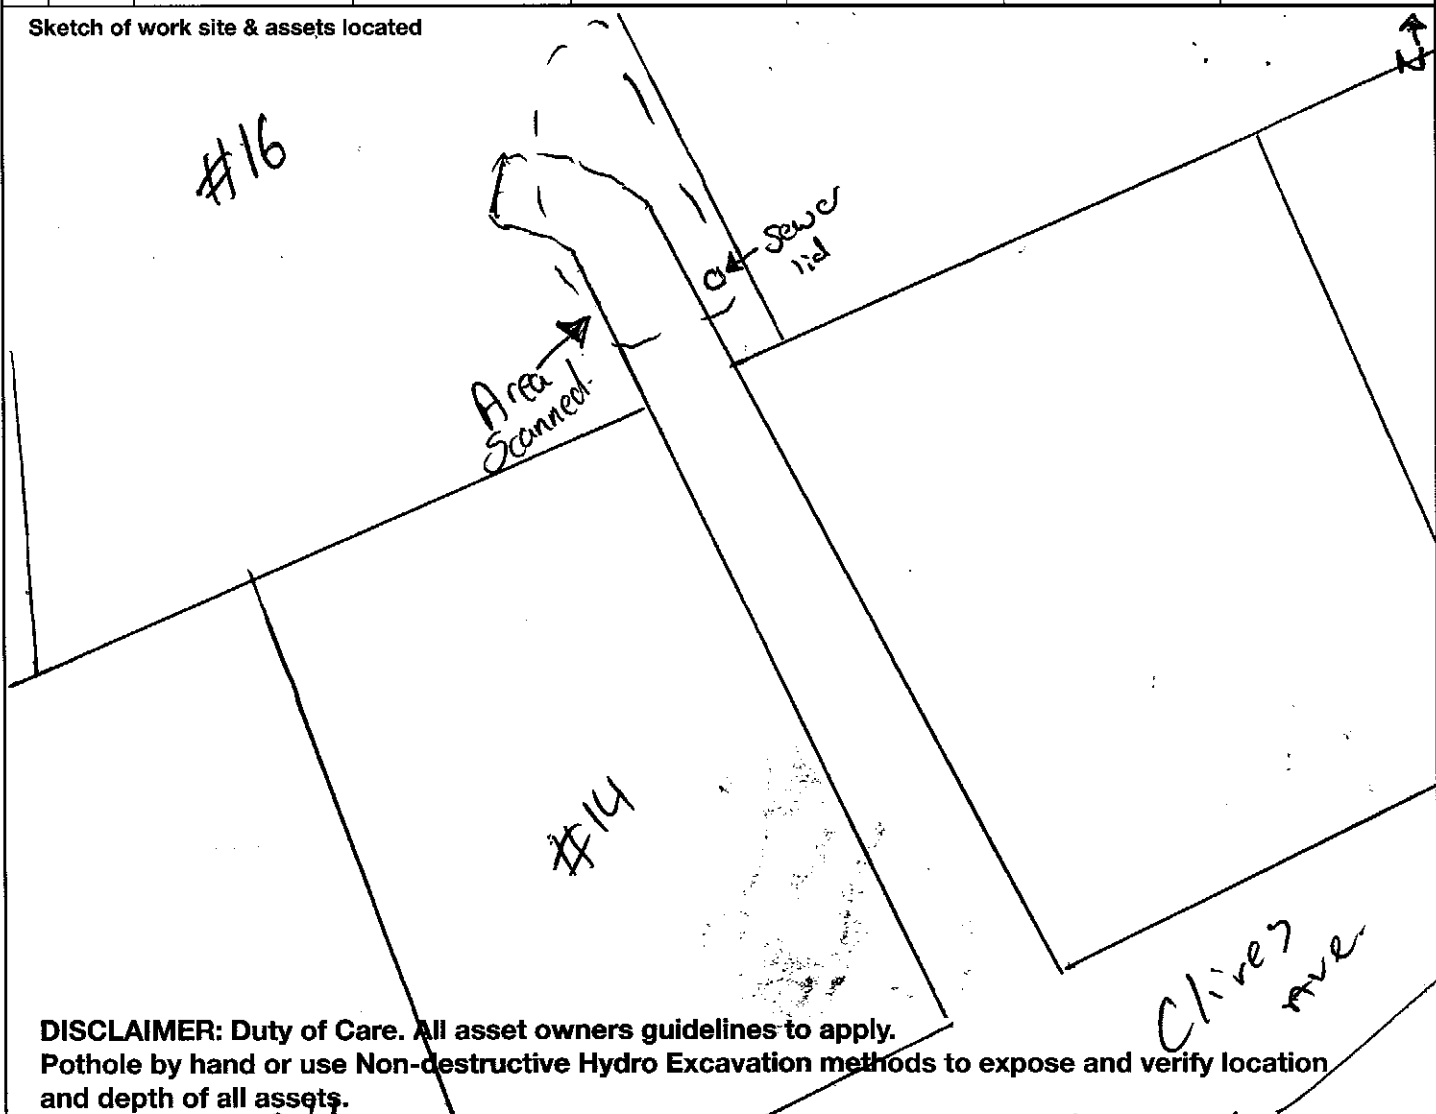 Sketch of work site & assets located
N
#16
Sewer
lid
Area
Scanned.
#14
Ave.
DISCLAIMER: Duty of Care. All asset owners guidelines to apply.
Pothole by hand or use Non-destructive Hydro Excavation methods to expose and verify location
and depth of all assets.